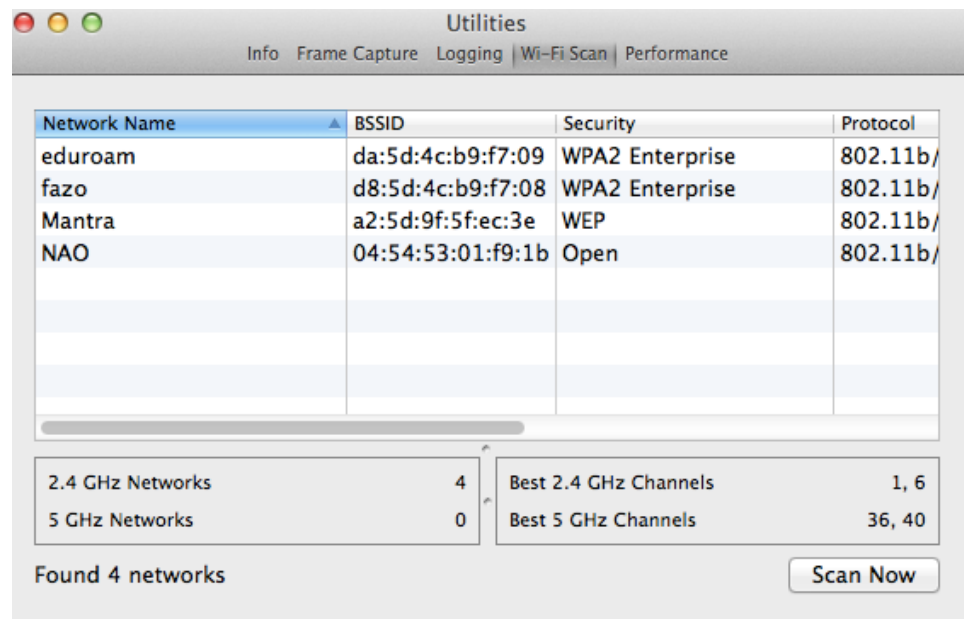 Utilities
Info Frame Capture Logging Wi-Fi Scan Performance
Network Name BSSID Security Protocol
eduroam da:5d:4c:b9:f7:09 WPA2 Enterprise 802.11b/
fazo d8:5d:4c:b9:f7:08 WPA2 Enterprise 802.11b/
Mantra a2:5d:9f:5f:ec:3e WEP 802.11b/
NAO 04:54:53:01:f9:1b Open 802.11b/
2.4 GHz Networks 4 Best 2.4 GHz Channels 1, 6
5 GHz Networks 0 Best 5 GHz Channels 36, 40
Found 4 networks Scan Now